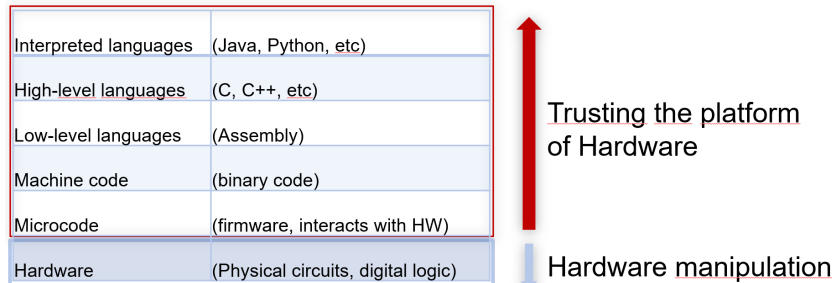 Interpreted languages (Java, Python, etc)
High-level languages (C, C++, etc)
Low-level languages (Assembly)
Machine code (binary code)
Microcode (firmware, interacts with HW)
Hardware (Physical circuits, digital logic)
Trusting the platform
of Hardware
Hardware manipulation